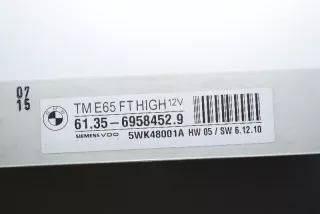 07
15
TM E65 FT HIGH 12V
61.35-6958452.9
SIEMENS VDO 5WK48001A HW 05 / SW 6.12.10